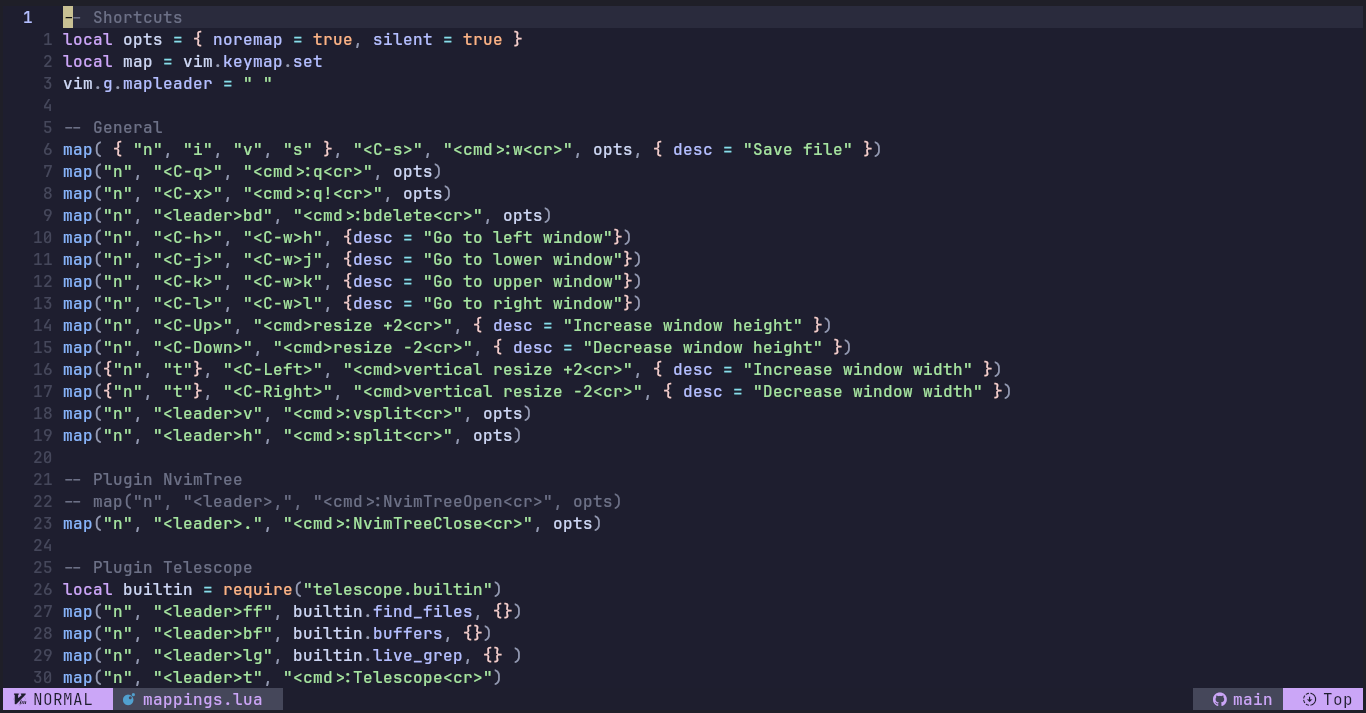 1 -- Shortcuts
1 local opts = { noremap = true, silent = true }
2 local map = vim.keymap.set
3 vim.g.mapleader = " "
4
5 -- General
6 map( { "n", "i", "v", "s" }, "<C-s>", "<cmd>:w<cr>", opts, { desc = "Save file" })
7 map("n", "<C-q>", "<cmd>:q<cr>", opts)
8 map("n", "<C-x>", "<cmd>:q!<cr>", opts)
9 map("n", "<leader>bd", "<cmd>:bdelete<cr>", opts)
10 map("n", "<C-h>", "<C-w>h", {desc = "Go to left window"})
11 map("n", "<C-j>", "<C-w>j", {desc = "Go to lower window"})
12 map("n", "<C-k>", "<C-w>k", {desc = "Go to upper window"})
13 map("n", "<C-l>", "<C-w>l", {desc = "Go to right window"})
14 map("n", "<C-Up>", "<cmd>resize +2<cr>", { desc = "Increase window height" })
15 map("n", "<C-Down>", "<cmd>resize -2<cr>", { desc = "Decrease window height" })
16 map({"n", "t"}, "<C-Left>", "<cmd>vertical resize +2<cr>", { desc = "Increase window width" })
17 map({"n", "t"}, "<C-Right>", "<cmd>vertical resize -2<cr>", { desc = "Decrease window width" })
18 map("n", "<leader>v", "<cmd>:vsplit<cr>", opts)
19 map("n", "<leader>h", "<cmd>:split<cr>", opts)
20
21 -- Plugin NvimTree
22 -- map("n", "<leader>,", "<cmd>:NvimTreeOpen<cr>", opts)
23 map("n", "<leader>.", "<cmd>:NvimTreeClose<cr>", opts)
24
25 -- Plugin Telescope
26 local builtin = require("telescope.builtin")
27 map("n", "<leader>ff", builtin.find_files, {})
28 map("n", "<leader>bf", builtin.buffers, {})
29 map("n", "<leader>lg", builtin.live_grep, {} )
30 map("n", "<leader>t", "<cmd>:Telescope<cr>")
NORMAL mappings.lua main Top